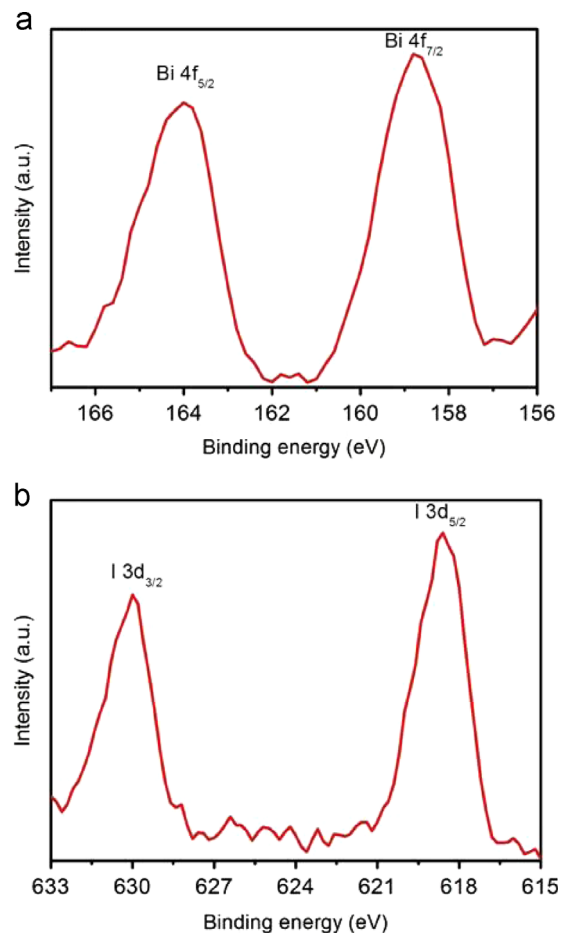 a
Bi 4f5/2
Bi 4f7/2
Intensity (a.u.)
166 164 162 160 158 156
Binding energy (eV)
b
I 3d3/2
I 3d5/2
Intensity (a.u.)
633 630 627 624 621 618 615
Binding energy (eV)